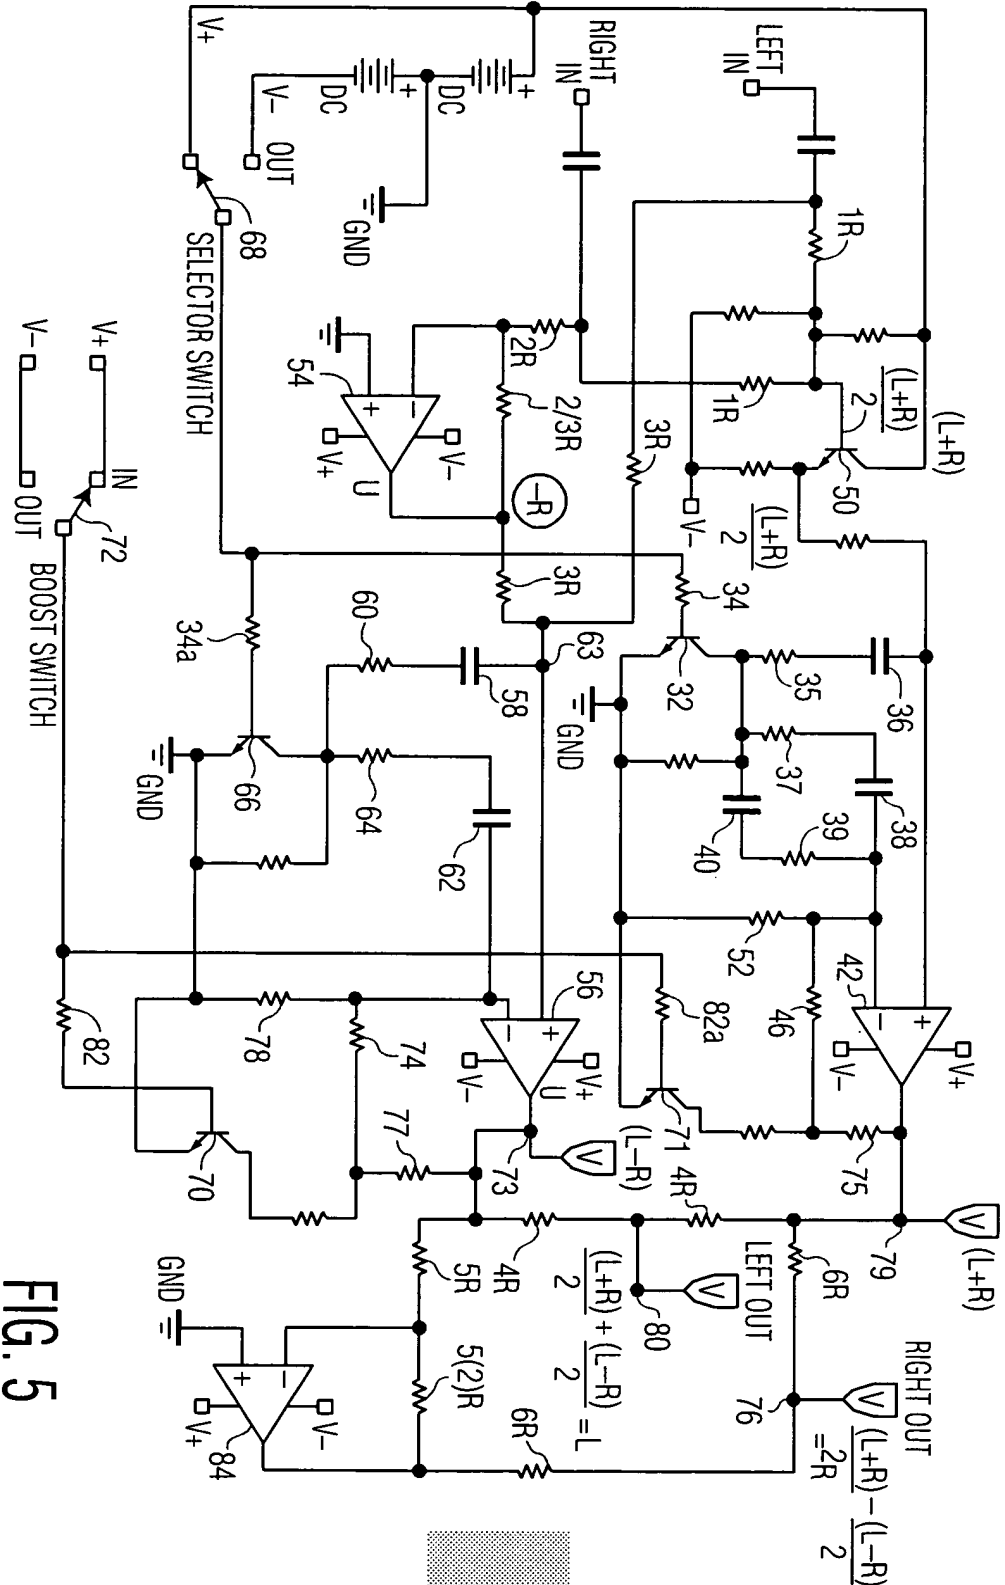 LEFT
IN
1R
(L+R)
(L+R)
2
1R
50
(L+R)
2
V-
3R
RIGHT
IN
2R
2/3R
-R
3R
54
-
+
V-
V+
U
V+
DC
+
DC
+
V-
OUT
GND
68
SELECTOR SWITCH
V+
IN
V-
OUT
72
BOOST SWITCH
34
32
35
36
37
38
39
40
GND
52
46
42
+
-
V+
V-
75
79
V
(L+R)
63
58
60
64
62
34a
66
GND
56
-
+
V+
V-
U
73
V
(L-R)
82a
71
74
77
78
82
70
4R
4R
6R
80
V
LEFT OUT
(L+R) + (L-R)
2 2
=L
76
V
RIGHT OUT
(L+R) - (L-R)
2 2
=R
6R
5R
5(2)R
GND
+
-
V-
V+
84
FIG. 5